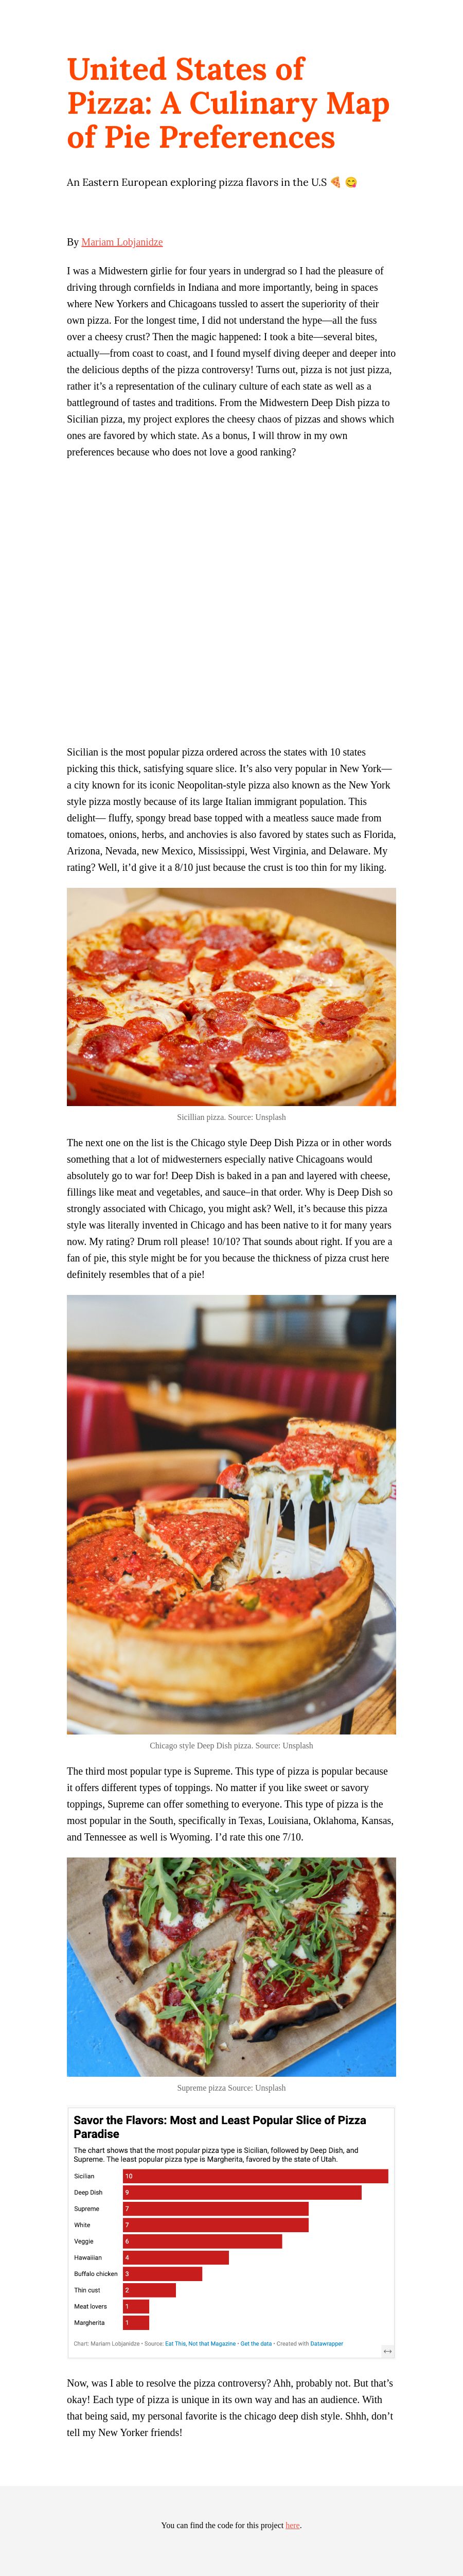 United States of
Pizza: A Culinary Map
of Pie Preferences
An Eastern European exploring pizza flavors in the U.S 🍕 😋
By Mariam Lobjanidze
I was a Midwestern girlie for four years in undergrad so I had the pleasure of
driving through cornfields in Indiana and more importantly, being in spaces
where New Yorkers and Chicagoans tussled to assert the superiority of their
own pizza. For the longest time, I did not understand the hype—all the fuss
over a cheesy crust? Then the magic happened: I took a bite—several bites,
actually—from coast to coast, and I found myself diving deeper and deeper into
the delicious depths of the pizza controversy! Turns out, pizza is not just pizza,
rather it’s a representation of the culinary culture of each state as well as a
battleground of tastes and traditions. From the Midwestern Deep Dish pizza to
Sicilian pizza, my project explores the cheesy chaos of pizzas and shows which
ones are favored by which state. As a bonus, I will throw in my own
preferences because who does not love a good ranking?
Sicilian is the most popular pizza ordered across the states with 10 states
picking this thick, satisfying square slice. It’s also very popular in New York—
a city known for its iconic Neopolitan-style pizza also known as the New York
style pizza mostly because of its large Italian immigrant population. This
delight— fluffy, spongy bread base topped with a meatless sauce made from
tomatoes, onions, herbs, and anchovies is also favored by states such as Florida,
Arizona, Nevada, new Mexico, Mississippi, West Virginia, and Delaware. My
rating? Well, it’d give it a 8/10 just because the crust is too thin for my liking.
Sicillian pizza. Source: Unsplash
The next one on the list is the Chicago style Deep Dish Pizza or in other words
something that a lot of midwesterners especially native Chicagoans would
absolutely go to war for! Deep Dish is baked in a pan and layered with cheese,
fillings like meat and vegetables, and sauce–in that order. Why is Deep Dish so
strongly associated with Chicago, you might ask? Well, it’s because this pizza
style was literally invented in Chicago and has been native to it for many years
now. My rating? Drum roll please! 10/10? That sounds about right. If you are a
fan of pie, this style might be for you because the thickness of pizza crust here
definitely resembles that of a pie!
Chicago style Deep Dish pizza. Source: Unsplash
The third most popular type is Supreme. This type of pizza is popular because
it offers different types of toppings. No matter if you like sweet or savory
toppings, Supreme can offer something to everyone. This type of pizza is the
most popular in the South, specifically in Texas, Louisiana, Oklahoma, Kansas,
and Tennessee as well is Wyoming. I’d rate this one 7/10.
Supreme pizza Source: Unsplash
Savor the Flavors: Most and Least Popular Slice of Pizza
Paradise
The chart shows that the most popular pizza type is Sicilian, followed by Deep Dish, and
Supreme. The least popular pizza type is Margherita, favored by the state of Utah.
Sicilian 10
Deep Dish 9
Supreme 7
White 7
Veggie 6
Hawaiiian 4
Buffalo chicken 3
Thin cust 2
Meat lovers 1
Margherita 1
Chart: Mariam Lobjanidze • Source: Eat This, Not that Magazine • Get the data • Created with Datawrapper
Now, was I able to resolve the pizza controversy? Ahh, probably not. But that’s
okay! Each type of pizza is unique in its own way and has an audience. With
that being said, my personal favorite is the chicago deep dish style. Shhh, don’t
tell my New Yorker friends!
You can find the code for this project here.